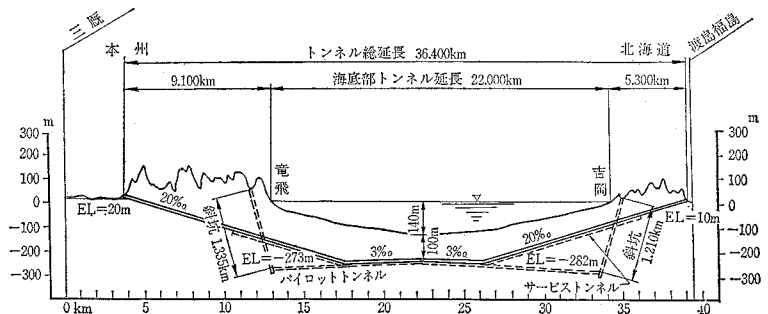 三厩
渡島福島
本州
北海道
トンネル総延長 36.400km
9.100km
海底部トンネル延長 22.000km
5.300km
m
m
300
200
100
0
-100
-200
-300
300
200
100
0
-100
-200
-300
竜飛
吉岡
EL=20m
20‰
斜坑 1.335km
EL=-273m
パイロットトンネル
3‰
140m
100m
3‰
EL=-282m
20‰
斜坑 1.210km
サービストンネル
EL=10m
0km
5
10
15
20
25
30
35
40